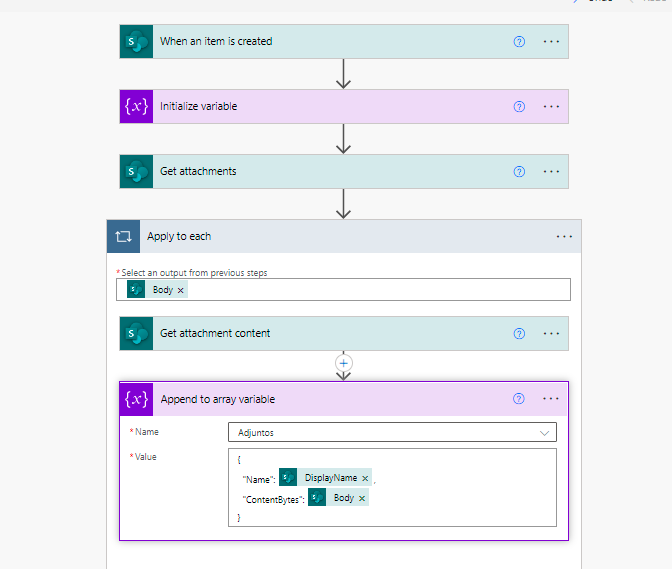 When an item is created
{x} Initialize variable
Get attachments
Apply to each
*Select an output from previous steps
Body ×
Get attachment content
{x} Append to array variable
*Name
Adjuntos
*Value
{
"Name": DisplayName × ,
"ContentBytes": Body ×
}